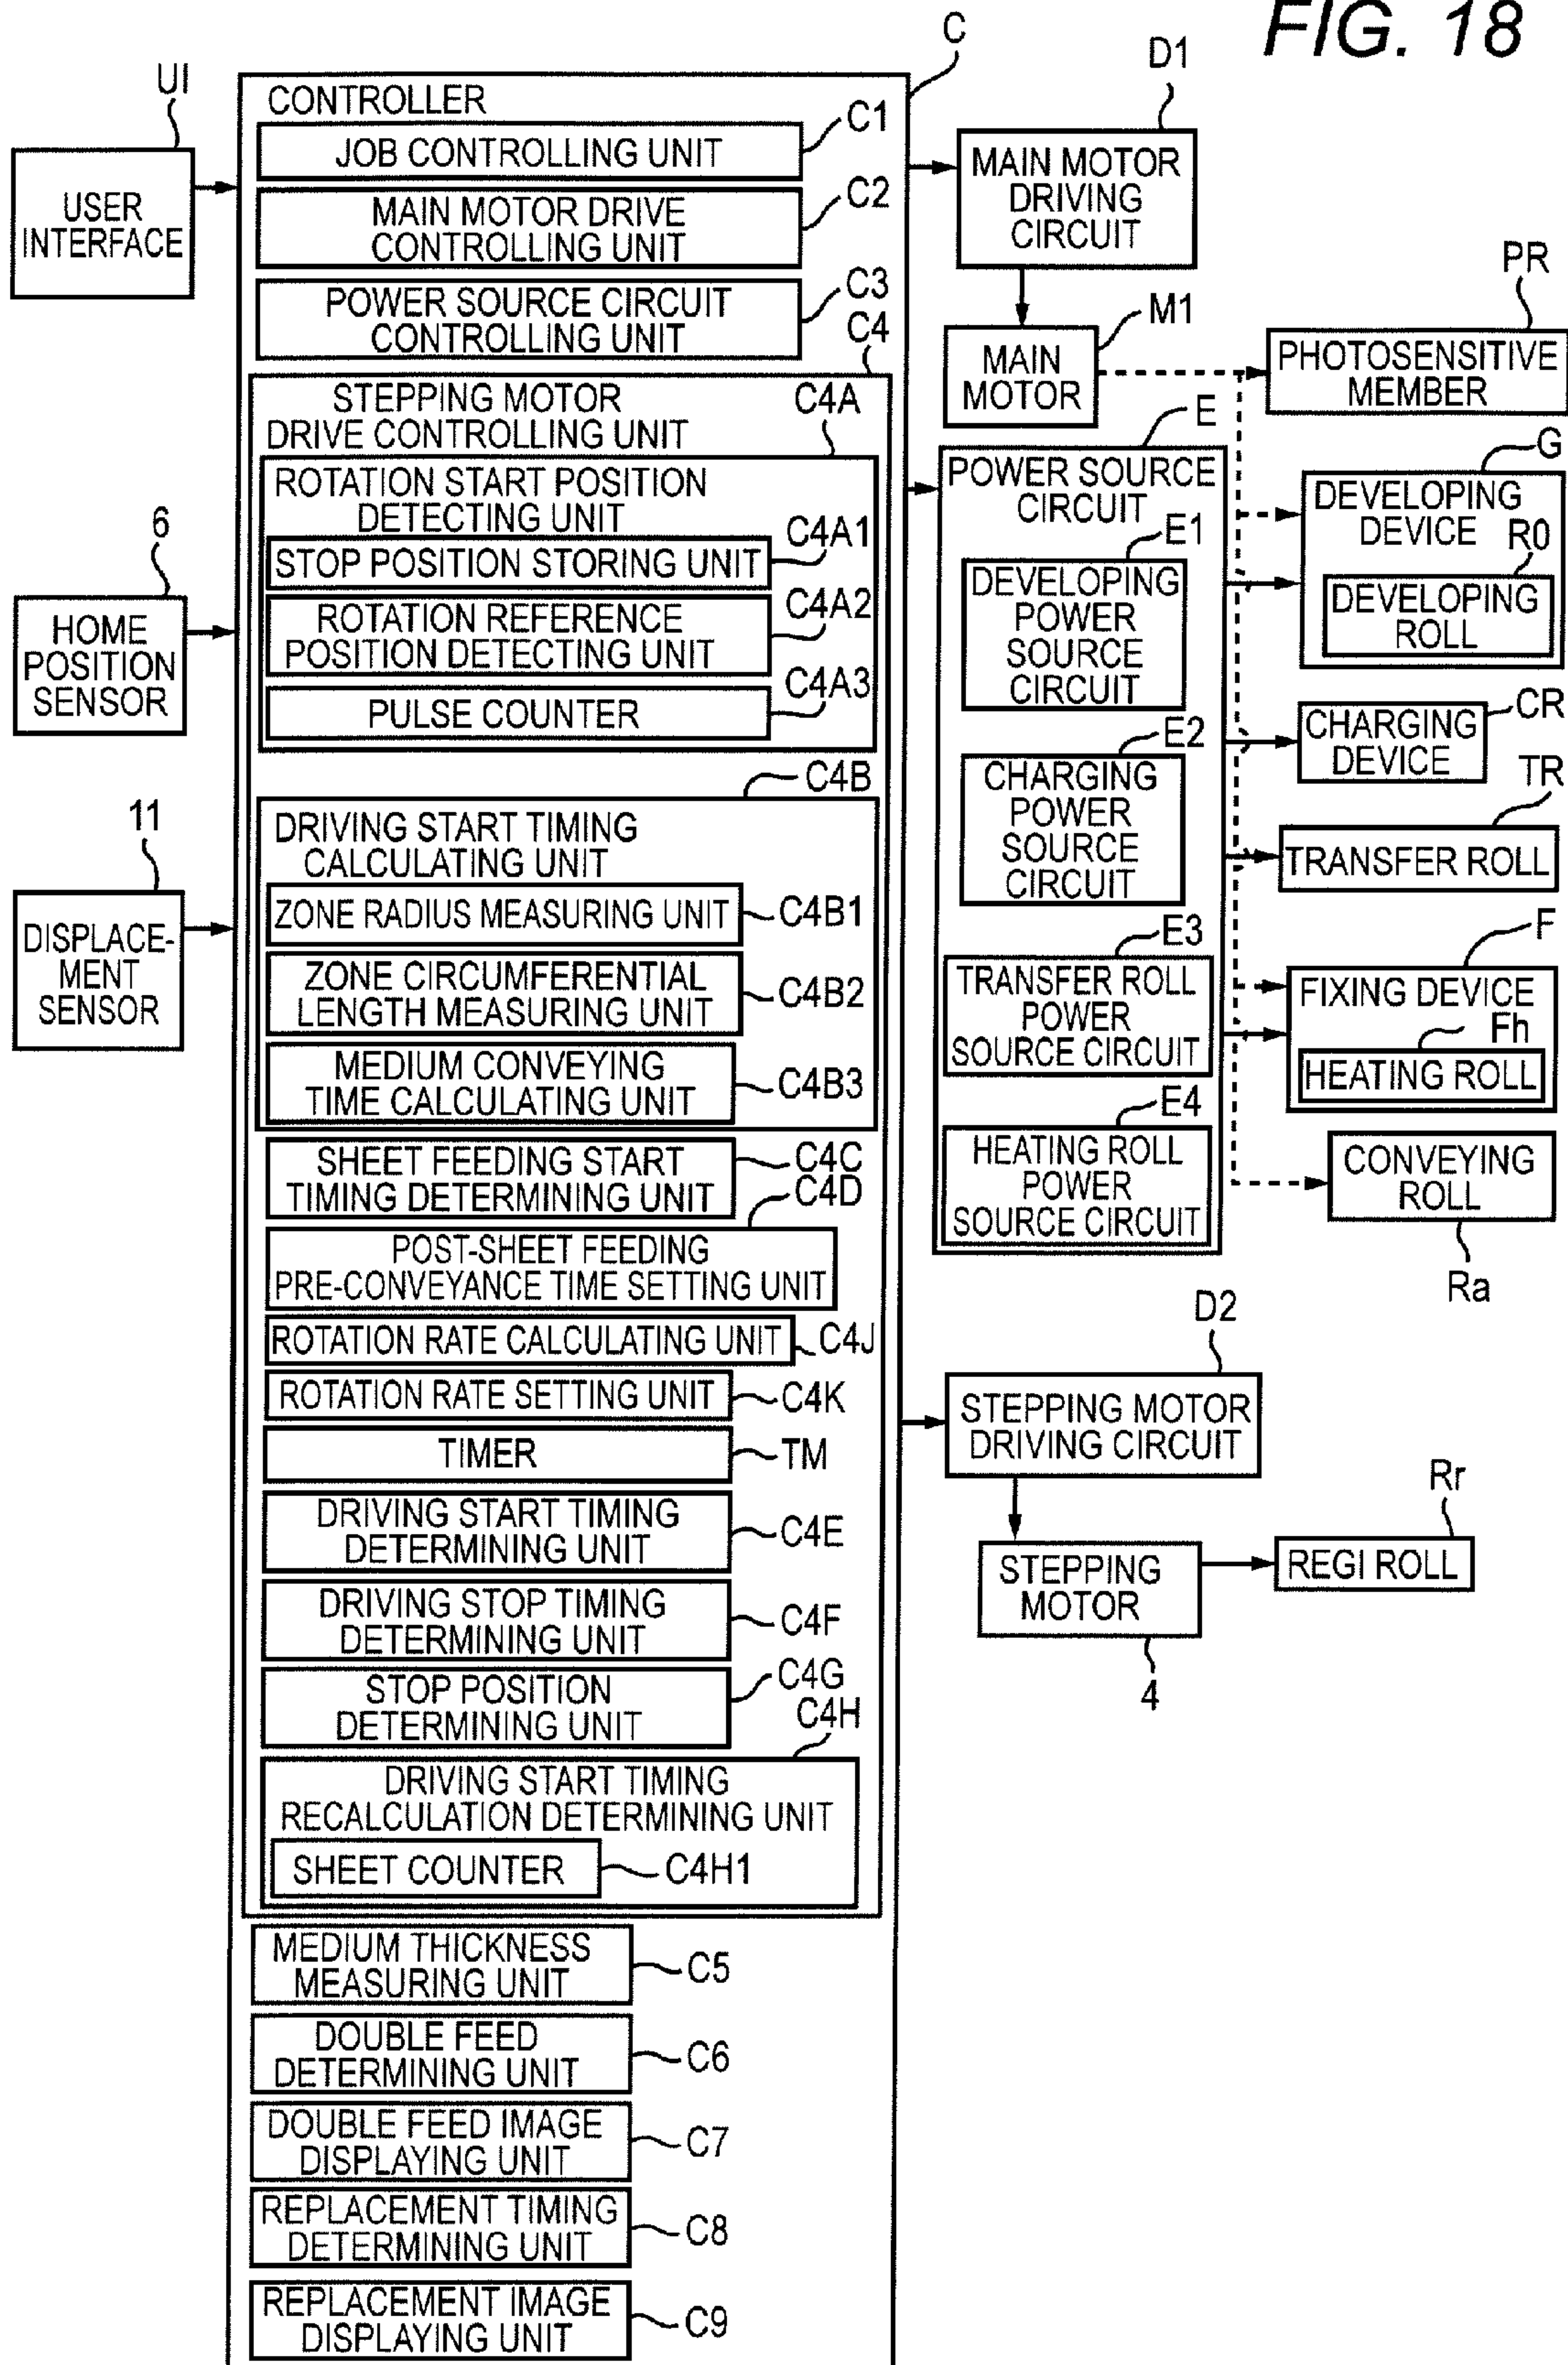 FIG. 18
UI
USER
INTERFACE
6
HOME
POSITION
SENSOR
11
DISPLACE-
MENT
SENSOR
C
CONTROLLER
C1
JOB CONTROLLING UNIT
C2
MAIN MOTOR DRIVE
CONTROLLING UNIT
C3
POWER SOURCE CIRCUIT
CONTROLLING UNIT
C4
STEPPING MOTOR
DRIVE CONTROLLING UNIT
C4A
ROTATION START POSITION
DETECTING UNIT
C4A1
STOP POSITION STORING UNIT
C4A2
ROTATION REFERENCE
POSITION DETECTING UNIT
C4A3
PULSE COUNTER
C4B
DRIVING START TIMING
CALCULATING UNIT
ZONE RADIUS MEASURING UNIT
C4B1
ZONE CIRCUMFERENTIAL
LENGTH MEASURING UNIT
C4B2
MEDIUM CONVEYING
TIME CALCULATING UNIT
C4B3
SHEET FEEDING START
TIMING DETERMINING UNIT
C4C
C4D
POST-SHEET FEEDING
PRE-CONVEYANCE TIME SETTING UNIT
ROTATION RATE CALCULATING UNIT
C4J
ROTATION RATE SETTING UNIT
C4K
TIMER
TM
DRIVING START TIMING
DETERMINING UNIT
C4E
DRIVING STOP TIMING
DETERMINING UNIT
C4F
STOP POSITION
DETERMINING UNIT
C4G
C4H
DRIVING START TIMING
RECALCULATION DETERMINING UNIT
SHEET COUNTER
C4H1
MEDIUM THICKNESS
MEASURING UNIT
C5
DOUBLE FEED
DETERMINING UNIT
C6
DOUBLE FEED IMAGE
DISPLAYING UNIT
C7
REPLACEMENT TIMING
DETERMINING UNIT
C8
REPLACEMENT IMAGE
DISPLAYING UNIT
C9
D1
MAIN MOTOR
DRIVING
CIRCUIT
M1
MAIN
MOTOR
E
POWER SOURCE
CIRCUIT
E1
DEVELOPING
POWER
SOURCE
CIRCUIT
E2
CHARGING
POWER
SOURCE
CIRCUIT
E3
TRANSFER ROLL
POWER
SOURCE CIRCUIT
E4
HEATING ROLL
POWER
SOURCE CIRCUIT
PR
PHOTOSENSITIVE
MEMBER
G
DEVELOPING
DEVICE
R0
DEVELOPING
ROLL
CR
CHARGING
DEVICE
TR
TRANSFER ROLL
F
FIXING DEVICE
Fh
HEATING ROLL
CONVEYING
ROLL
Ra
D2
STEPPING MOTOR
DRIVING CIRCUIT
STEPPING
MOTOR
4
Rr
REGI ROLL